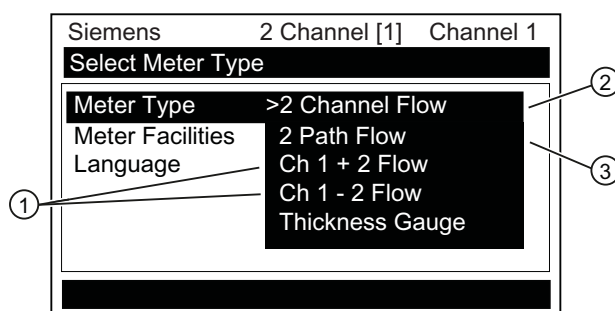 Siemens 2 Channel [1] Channel 1
Select Meter Type
Meter Type >2 Channel Flow
Meter Facilities 2 Path Flow
Language Ch 1 + 2 Flow
Ch 1 - 2 Flow
Thickness Gauge
1
2
3